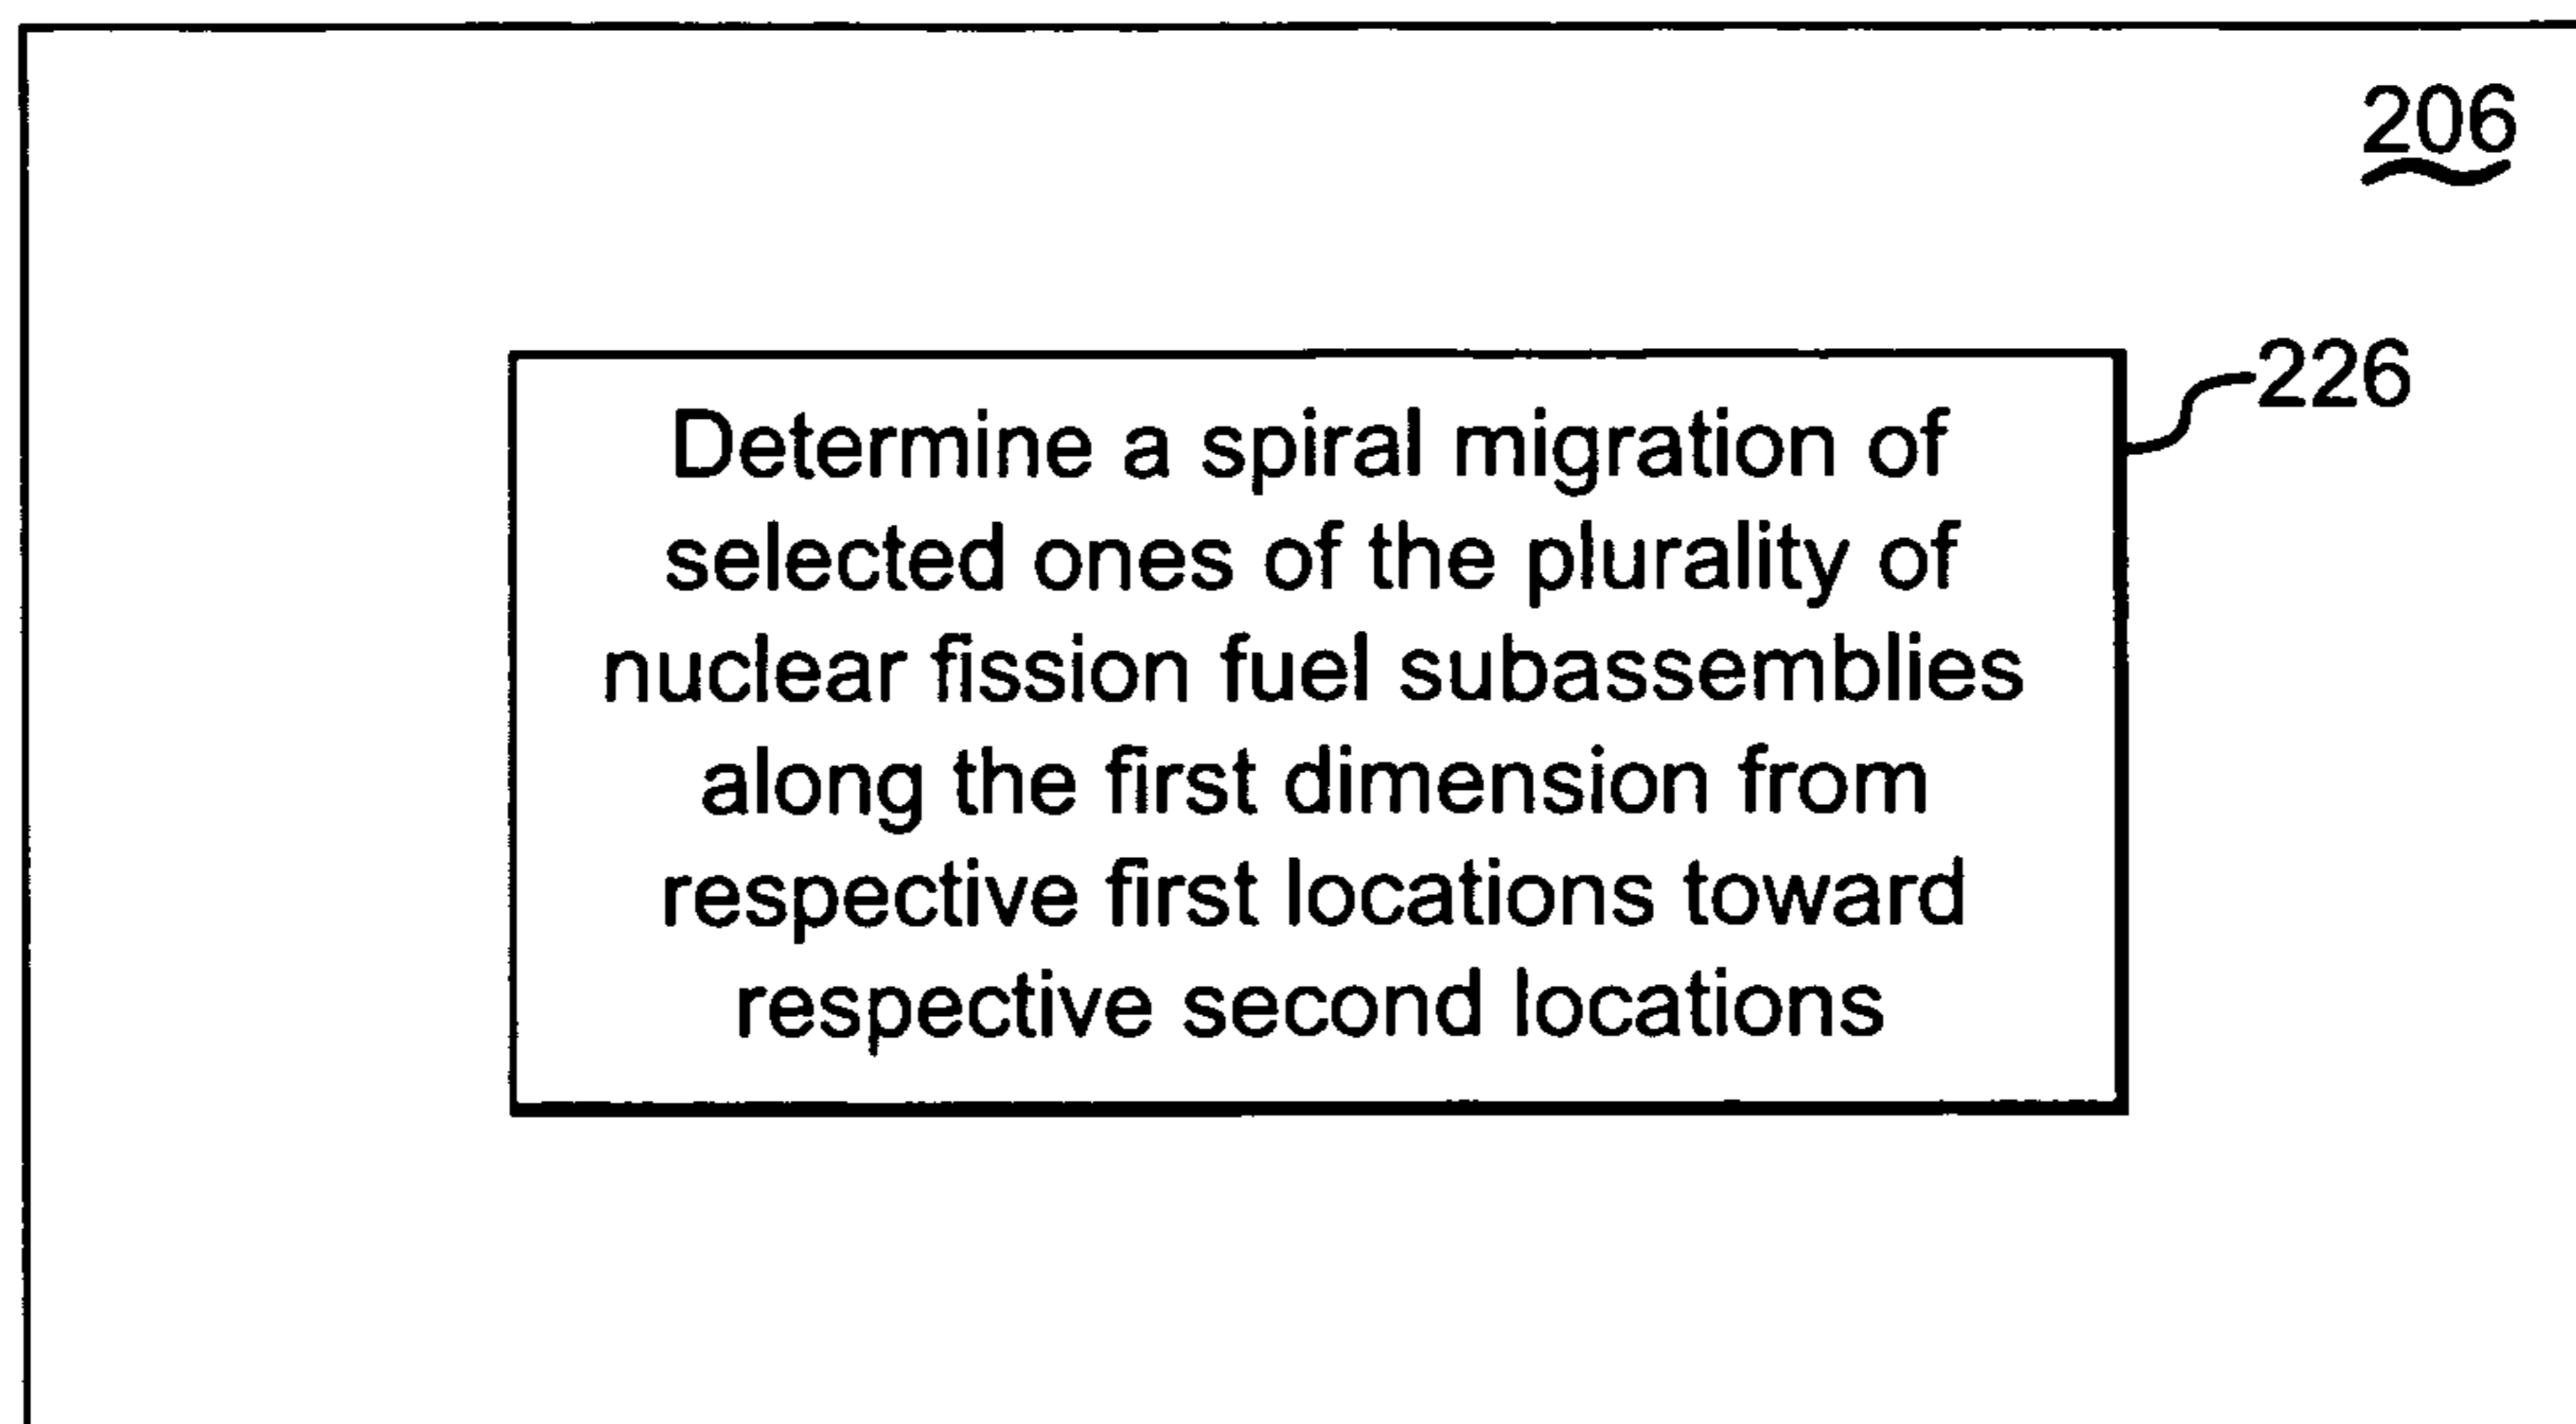 206
226
Determine a spiral migration of
selected ones of the plurality of
nuclear fission fuel subassemblies
along the first dimension from
respective first locations toward
respective second locations